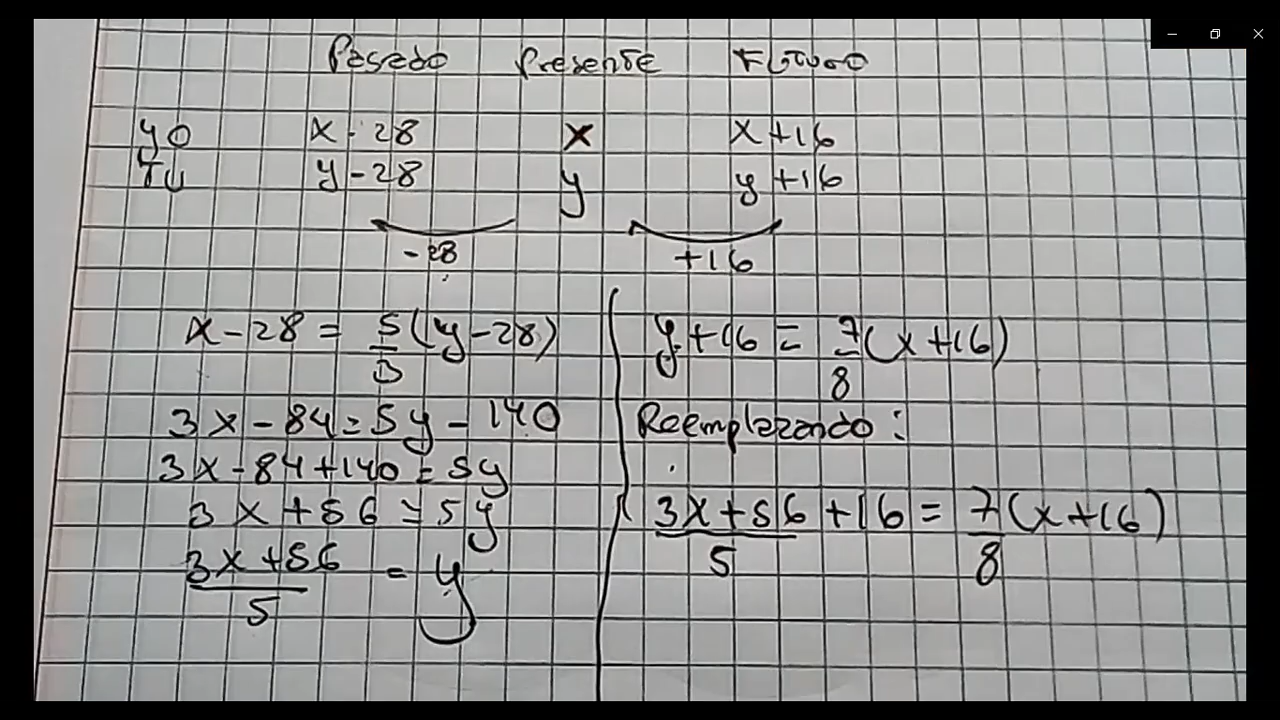 Pasado Presente Futuro
yo x-28 x x+16
Tu y-28 y y+16
-28 +16
x-28 = 5/3 (y-28)
3x-84=5y-140
3x-84+140=5y
3x+56=5y
3x+56/5 = y
y+16 = 7/8 (x+16)
Reemplazando:
3x+56/5 +16 = 7/8 (x+16)